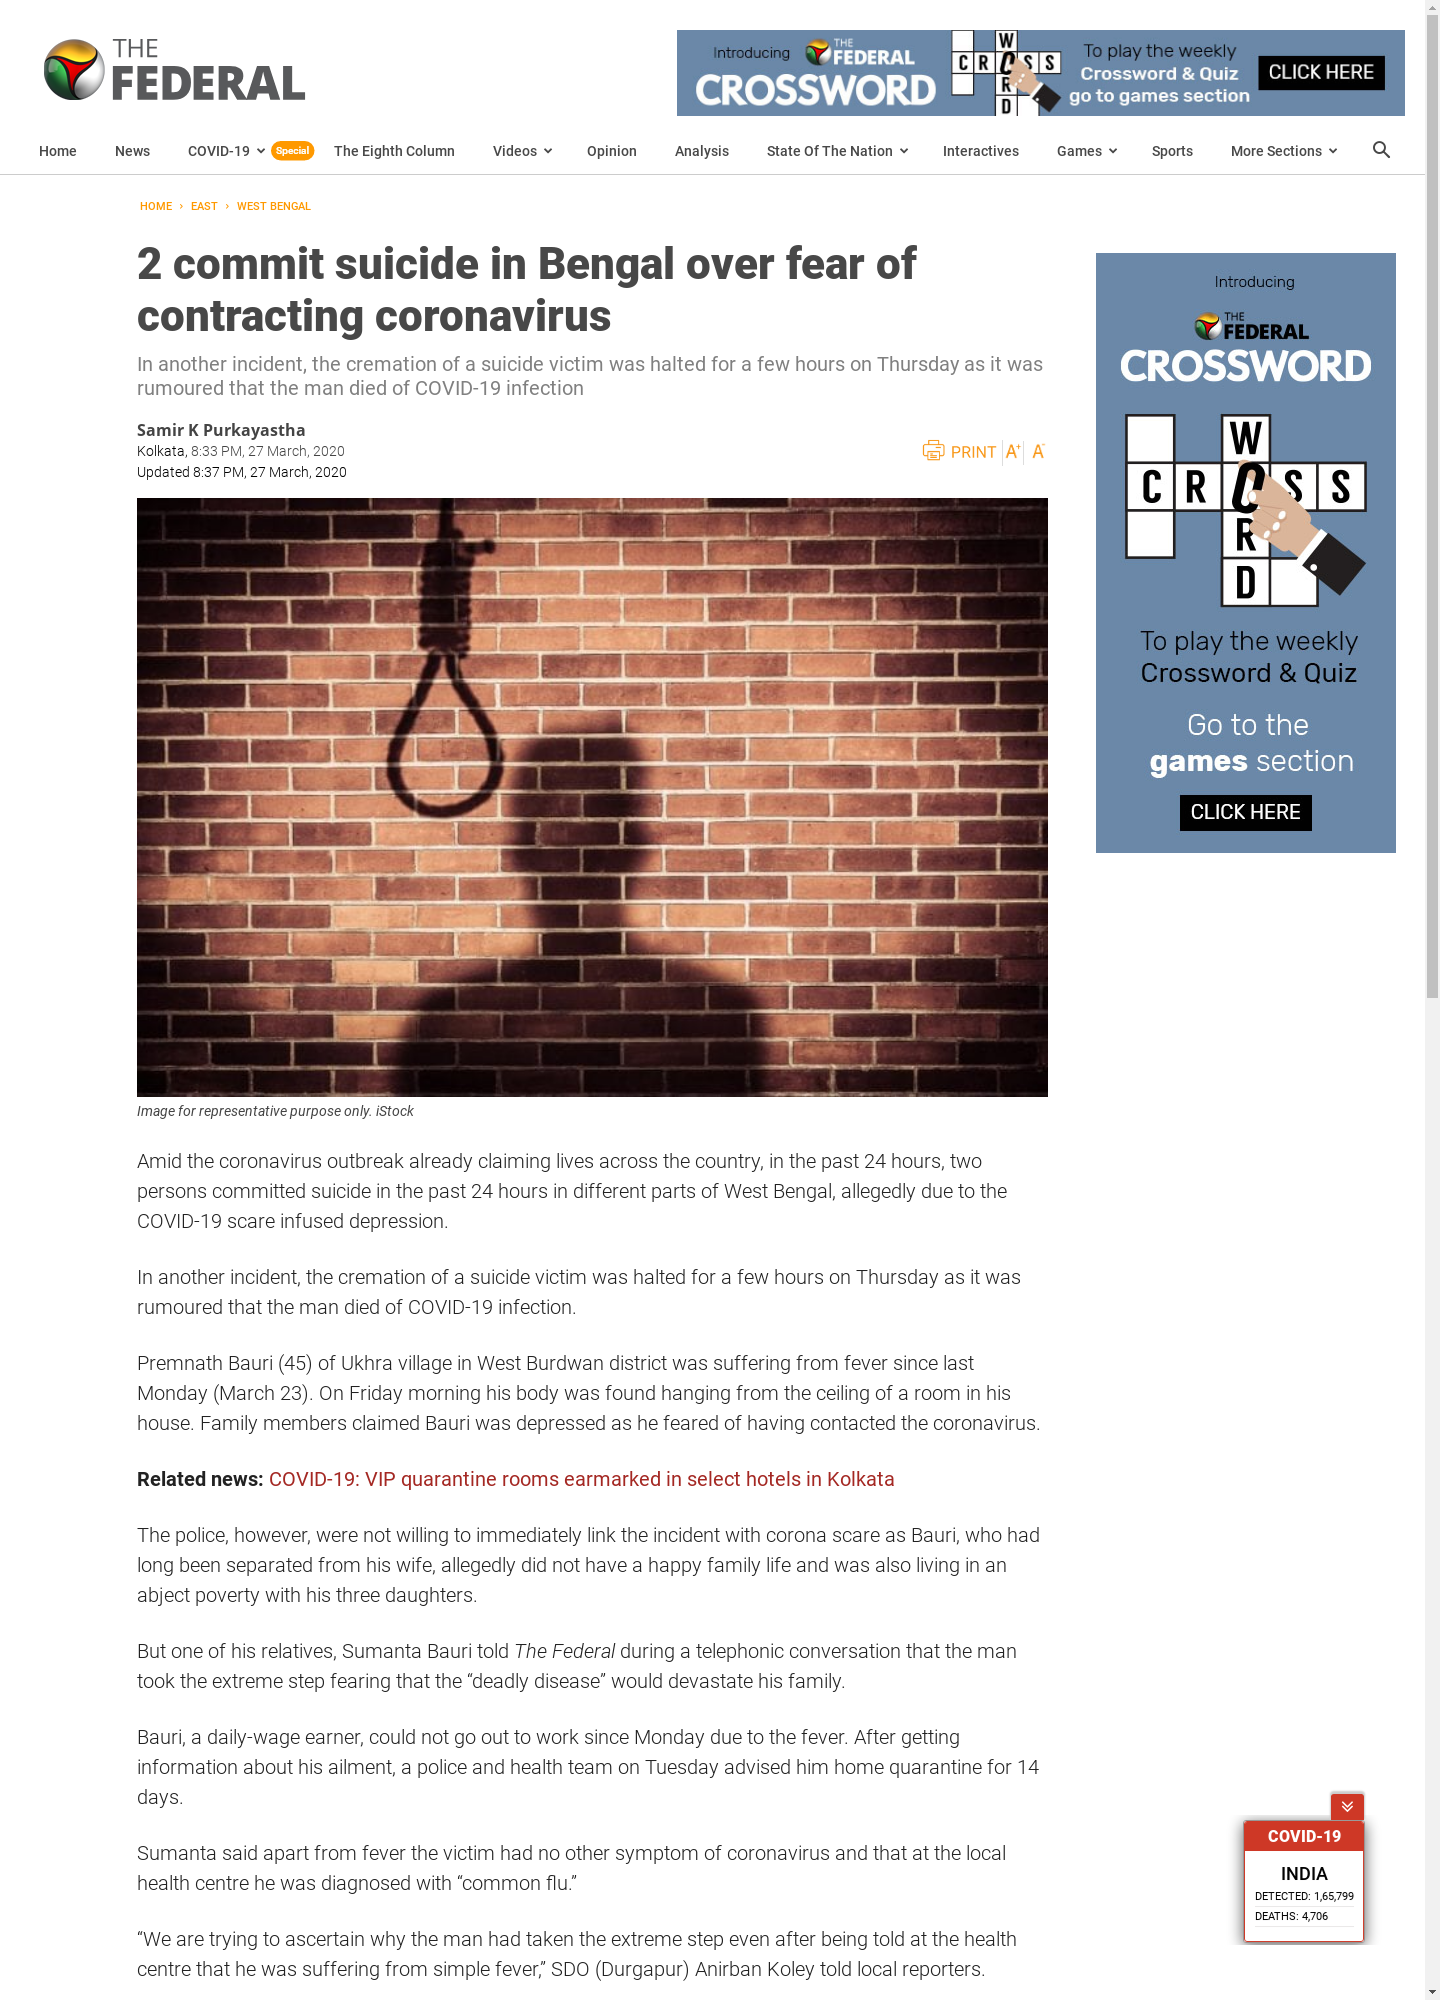 THE
FEDERAL
Introducing THE FEDERAL
CROSSWORD
CROSS
WORD
To play the weekly
Crossword & Quiz
go to games section
CLICK HERE
Home News COVID-19 Special The Eighth Column Videos Opinion Analysis State Of The Nation Interactives Games Sports More Sections
HOME › EAST › WEST BENGAL
2 commit suicide in Bengal over fear of
contracting coronavirus
In another incident, the cremation of a suicide victim was halted for a few hours on Thursday as it was
rumoured that the man died of COVID-19 infection
Samir K Purkayastha
Kolkata, 8:33 PM, 27 March, 2020
Updated 8:37 PM, 27 March, 2020
PRINT A+ A-
Image for representative purpose only. iStock
Amid the coronavirus outbreak already claiming lives across the country, in the past 24 hours, two
persons committed suicide in the past 24 hours in different parts of West Bengal, allegedly due to the
COVID-19 scare infused depression.
In another incident, the cremation of a suicide victim was halted for a few hours on Thursday as it was
rumoured that the man died of COVID-19 infection.
Premnath Bauri (45) of Ukhra village in West Burdwan district was suffering from fever since last
Monday (March 23). On Friday morning his body was found hanging from the ceiling of a room in his
house. Family members claimed Bauri was depressed as he feared of having contacted the coronavirus.
Related news: COVID-19: VIP quarantine rooms earmarked in select hotels in Kolkata
The police, however, were not willing to immediately link the incident with corona scare as Bauri, who had
long been separated from his wife, allegedly did not have a happy family life and was also living in an
abject poverty with his three daughters.
But one of his relatives, Sumanta Bauri told The Federal during a telephonic conversation that the man
took the extreme step fearing that the “deadly disease” would devastate his family.
Bauri, a daily-wage earner, could not go out to work since Monday due to the fever. After getting
information about his ailment, a police and health team on Tuesday advised him home quarantine for 14
days.
Sumanta said apart from fever the victim had no other symptom of coronavirus and that at the local
health centre he was diagnosed with “common flu.”
“We are trying to ascertain why the man had taken the extreme step even after being told at the health
centre that he was suffering from simple fever,” SDO (Durgapur) Anirban Koley told local reporters.
Introducing
THE
FEDERAL
CROSSWORD
CROSS
WORD
To play the weekly
Crossword & Quiz
Go to the
games section
CLICK HERE
COVID-19
INDIA
DETECTED: 1,65,799
DEATHS: 4,706